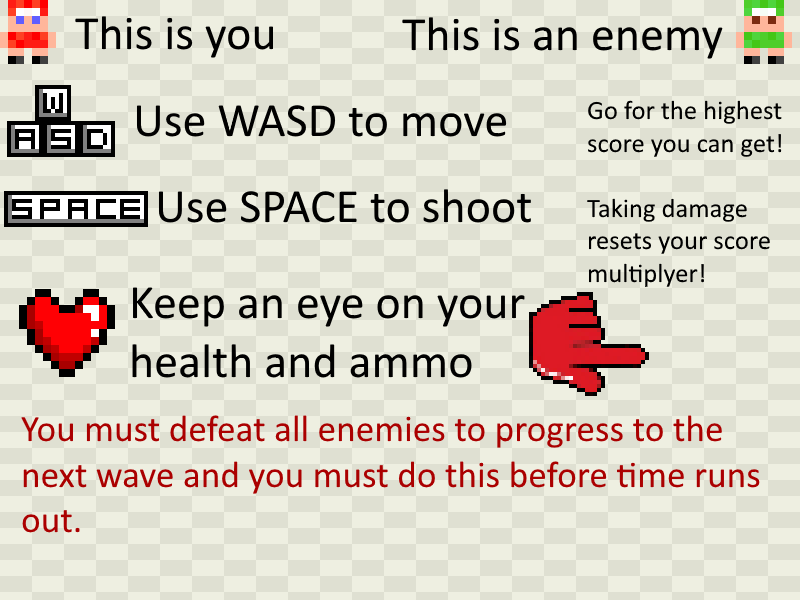 This is you
This is an enemy
W
A S D
Use WASD to move
Go for the highest
score you can get!
SPACE
Use SPACE to shoot
Taking damage
resets your score
multiplyer!
Keep an eye on your
health and ammo
You must defeat all enemies to progress to the
next wave and you must do this before time runs
out.